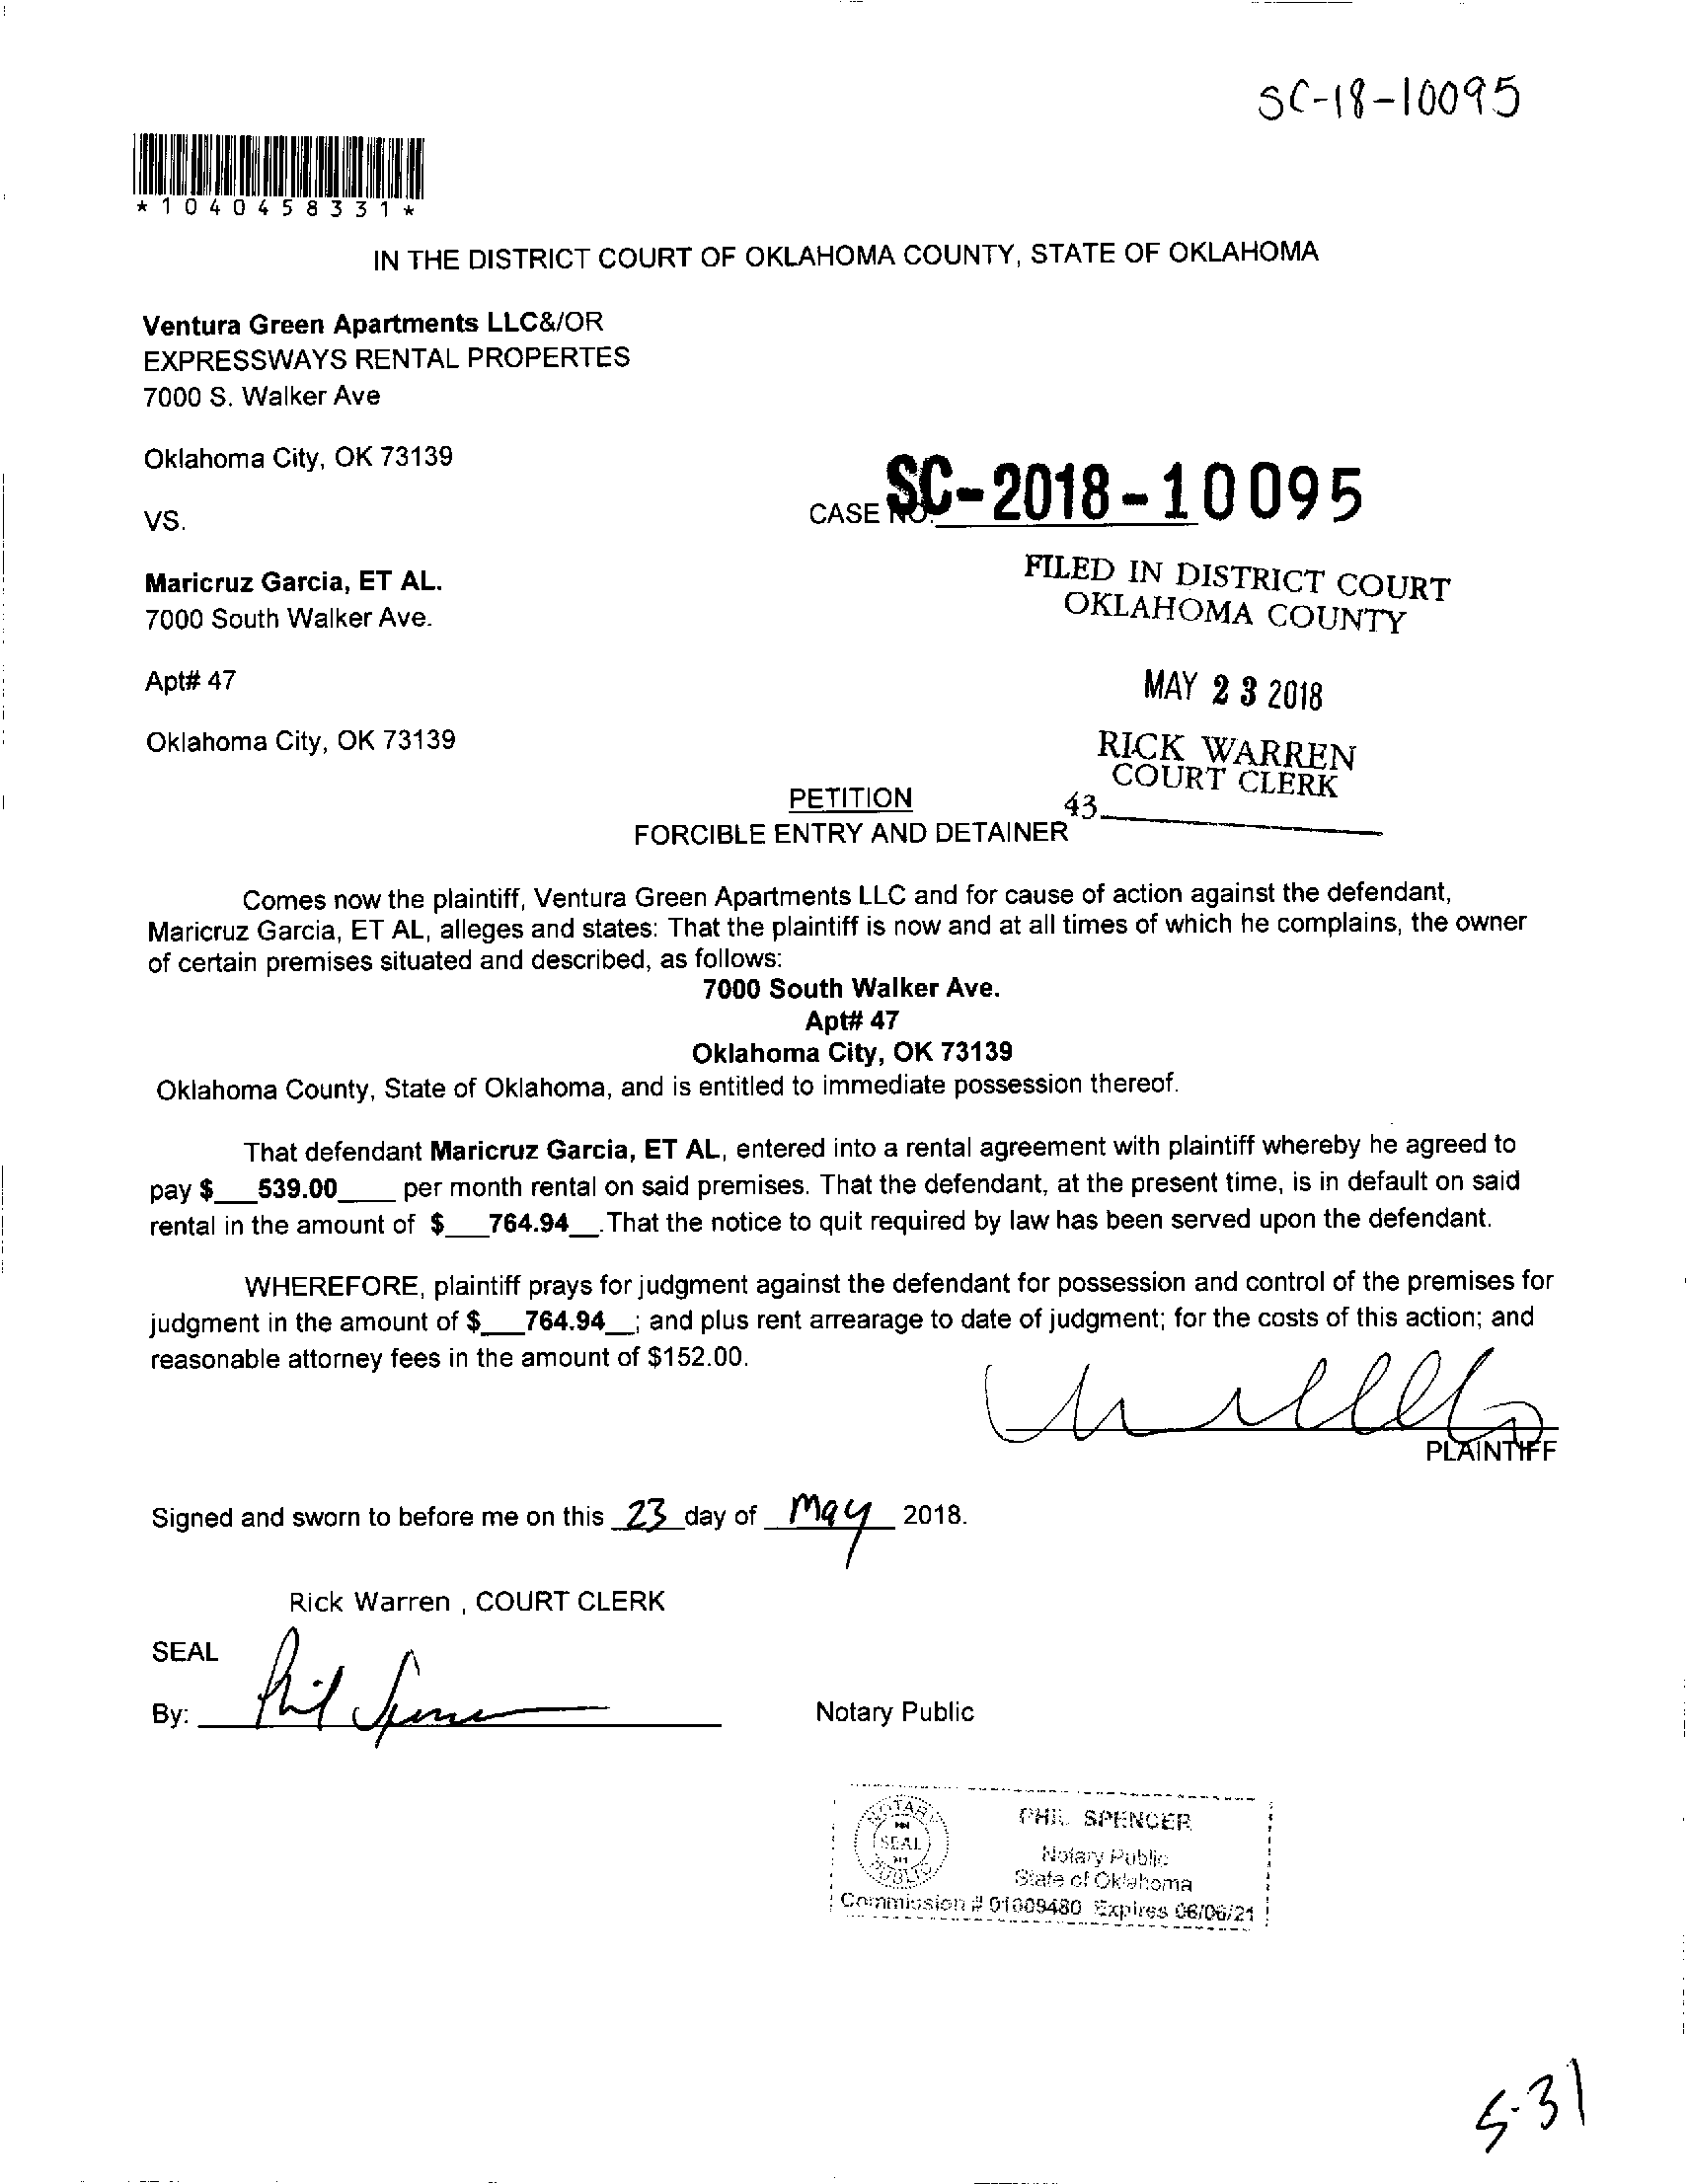 SC-18-10095
*1040458331*
IN THE DISTRICT COURT OF OKLAHOMA COUNTY, STATE OF OKLAHOMA
Ventura Green Apartments LLC&/OR
EXPRESSWAYS RENTAL PROPERTES
7000 S. Walker Ave
Oklahoma City, OK 73139
VS.
CASE NO. SC-2018-10095
Maricruz Garcia, ET AL.
7000 South Walker Ave.
Apt# 47
Oklahoma City, OK 73139
FILED IN DISTRICT COURT
OKLAHOMA COUNTY
MAY 23 2018
RICK WARREN
COURT CLERK
43
PETITION
FORCIBLE ENTRY AND DETAINER
Comes now the plaintiff, Ventura Green Apartments LLC and for cause of action against the defendant,
Maricruz Garcia, ET AL, alleges and states: That the plaintiff is now and at all times of which he complains, the owner
of certain premises situated and described, as follows:
7000 South Walker Ave.
Apt# 47
Oklahoma City, OK 73139
Oklahoma County, State of Oklahoma, and is entitled to immediate possession thereof.
That defendant Maricruz Garcia, ET AL, entered into a rental agreement with plaintiff whereby he agreed to
pay $___539.00____ per month rental on said premises. That the defendant, at the present time, is in default on said
rental in the amount of $___764.94__.That the notice to quit required by law has been served upon the defendant.
WHEREFORE, plaintiff prays for judgment against the defendant for possession and control of the premises for
judgment in the amount of $___764.94__; and plus rent arrearage to date of judgment; for the costs of this action; and
reasonable attorney fees in the amount of $152.00.
PLAINTIFF
Signed and sworn to before me on this 23 day of May 2018.
Rick Warren , COURT CLERK
SEAL
By: Phil Spencer
Notary Public
NOTARY PUBLIC
SEAL
PHIL SPENCER
Notary Public
State of Oklahoma
Commission # 01009480 Expires 06/06/21
5-31